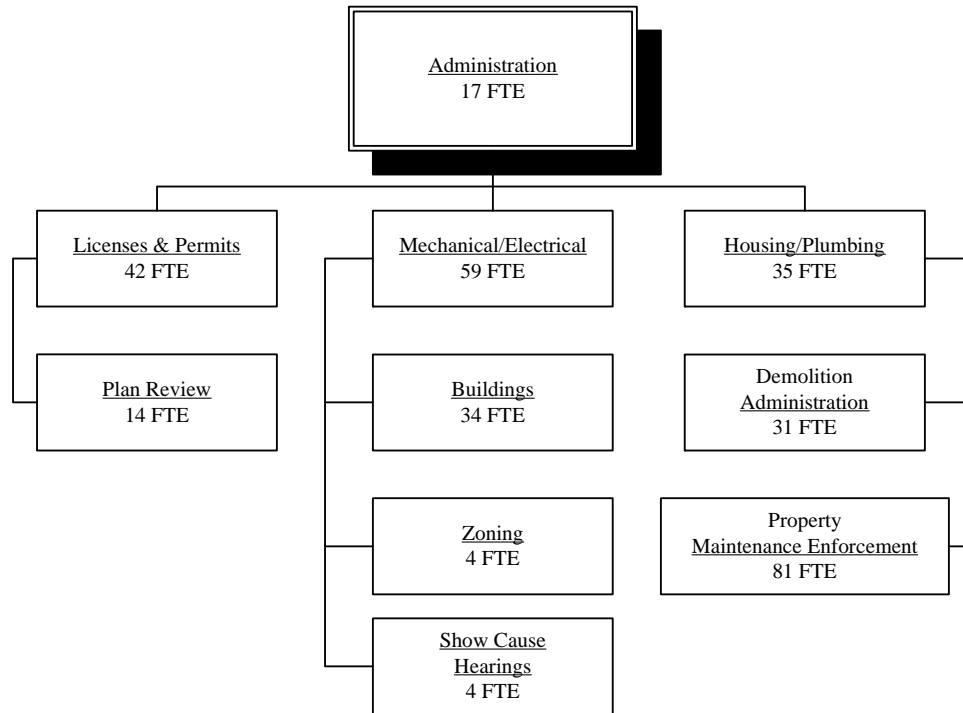 Administration
17 FTE
Licenses & Permits
42 FTE
Mechanical/Electrical
59 FTE
Housing/Plumbing
35 FTE
Plan Review
14 FTE
Buildings
34 FTE
Demolition
Administration
31 FTE
Zoning
4 FTE
Property
Maintenance Enforcement
81 FTE
Show Cause
Hearings
4 FTE